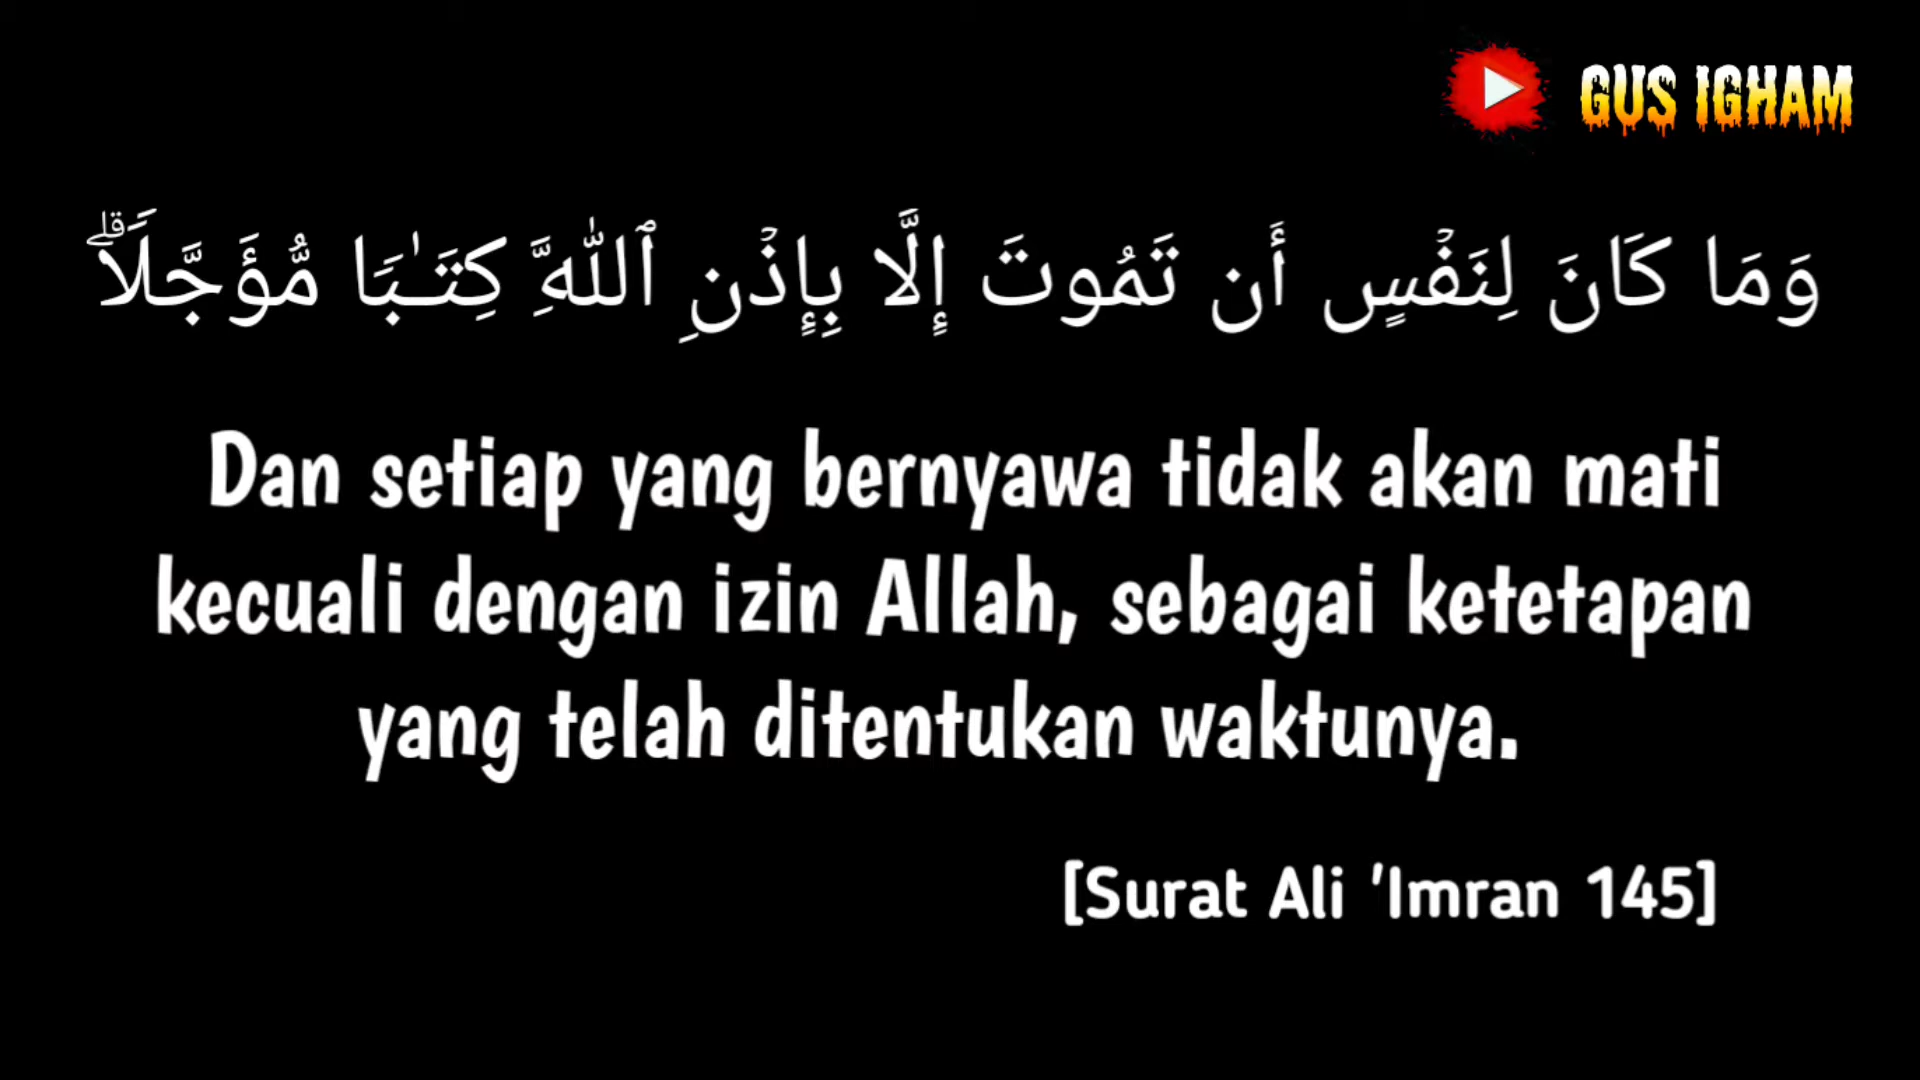 GUS IGHAM
وَمَا كَانَ لِنَفۡسٍ أَن تَمُوتَ إِلَّا بِإِذۡنِ ٱللَّهِ كِتَـٰبًا مُّؤَجَّلًاۗ
Dan setiap yang bernyawa tidak akan mati
kecuali dengan izin Allah, sebagai ketetapan
yang telah ditentukan waktunya.
[Surat Ali 'Imran 145]